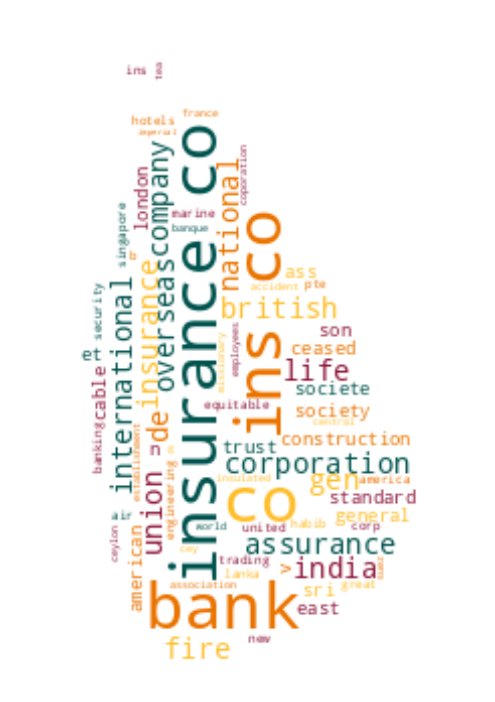 ins
tea
france
hotels
imperial
insurance co
company
national
coporation
london
marine
banque
singapore
ins co
overseas
insurance
b
ass
accident
pte
international
security
british
son
et
employees
missionary
ceased
life
cable
societe
equitable
society
central
de
construction
banking
establishment
trust
corporation
union
engineering
insulated
gen
america
standard
co
air
general
world
united
habib
corp
ceylon
american
cey
assurance
trading
lanka
>
india
association
sri
great
bank
east
new
fire